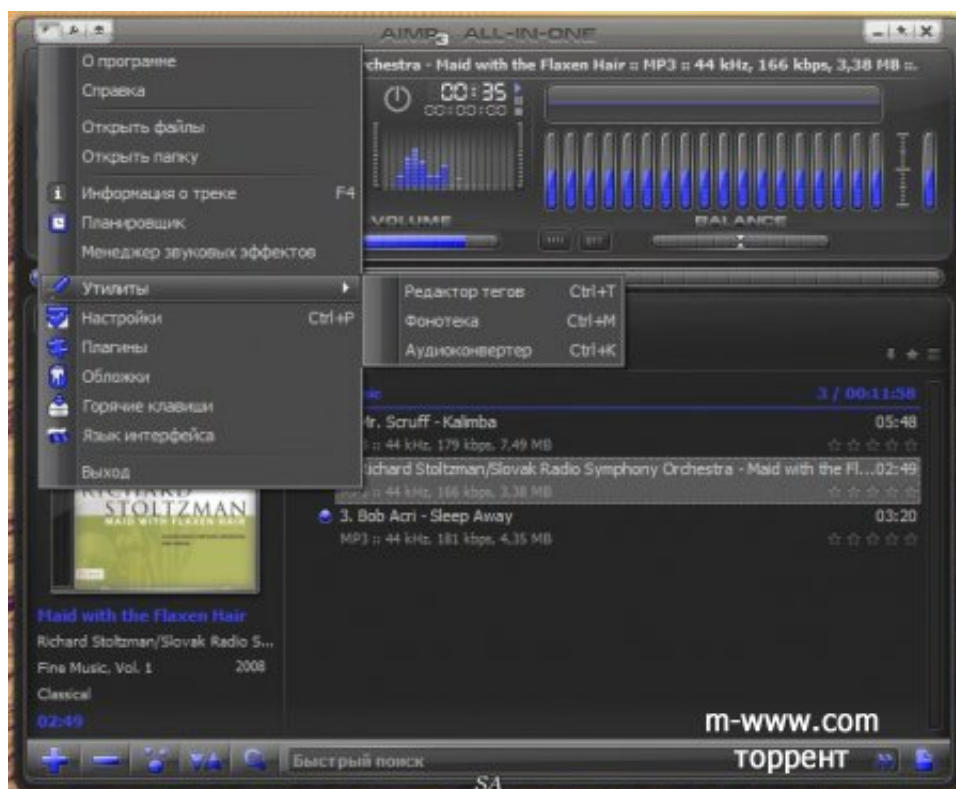 AIMP3 ALL-IN-ONE
chestra - Maid with the Flaxen Hair :: MP3 :: 44 kHz, 166 kbps, 3,38 MB ::.
00:35
00:00:00
VOLUME
BALANCE
О программе
Справка
Открыть файлы
Открыть папку
Информация о треке F4
Планировщик
Менеджер звуковых эффектов
Утилиты
Настройки Ctrl+P
Плагины
Обложки
Горячие клавиши
Язык интерфейса
Выход
Редактор тегов Ctrl+T
Фонотека Ctrl+M
Аудиоконвертер Ctrl+K
3 / 00:11:58
Mr. Scruff - Kalimba 05:48
:: 44 kHz, 179 kbps, 7,49 MB
ichard Stoltzman/Slovak Radio Symphony Orchestra - Maid with the Fl...02:49
MP3 :: 44 kHz, 166 kbps, 3,38 MB
3. Bob Acri - Sleep Away 03:20
MP3 :: 44 kHz, 181 kbps, 4,35 MB
RICHARD
STOLTZMAN
MAID WITH FLAXEN HAIR
Maid with the Flaxen Hair
Richard Stoltzman/Slovak Radio S...
Fine Music, Vol. 1 2008
Classical
02:49
m-www.com
торрент
Быстрый поиск
SA